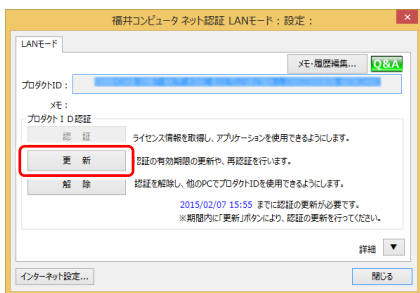 福井コンピュータ ネット認証 LANモード：設定：
LANモード
メモ・履歴編集... Q&A
プロダクトID：
メモ：
プロダクトＩＤ認証
認　証 ライセンス情報を取得し、アプリケーションを使用できるようにします。
更　新 認証の有効期限の更新や、再認証を行います。
解　除 認証を解除し、他のPCでプロダクトIDを使用できるようにします。
2015/02/07 15:55 までに認証の更新が必要です。
※期間内に「更新」ボタンにより、認証の更新を行ってください。
詳細 ▼
インターネット設定... 閉じる